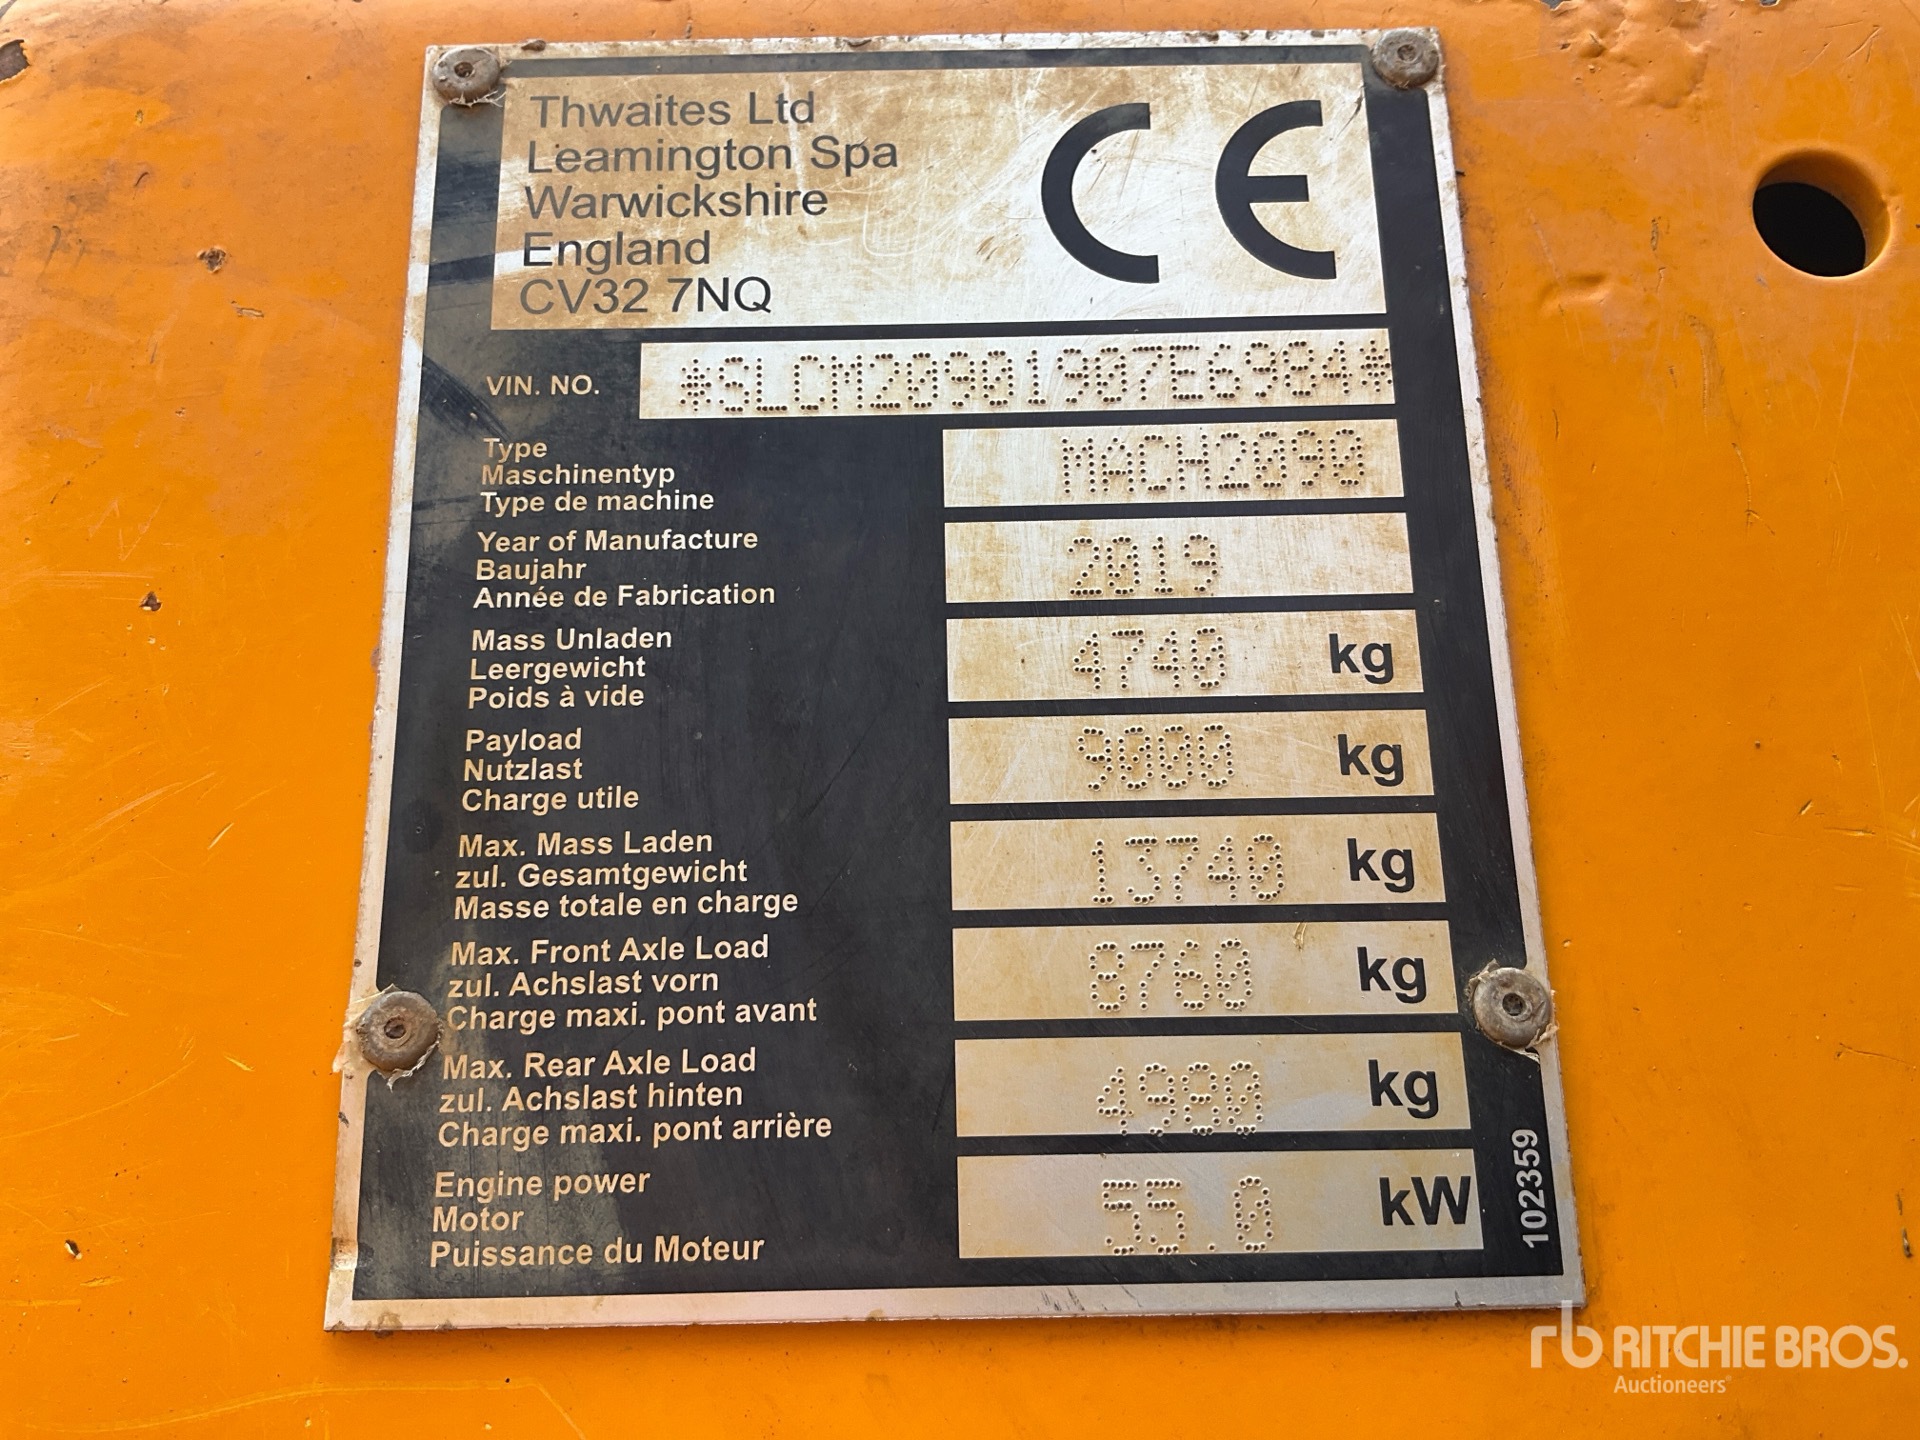 Thwaites Ltd
Leamington Spa
Warwickshire
England
CV32 7NQ
CE
VIN. NO. *SLCM20901907E6984*
Type
Maschinentyp
Type de machine
MACH2090
Year of Manufacture
Baujahr
Année de Fabrication
2019
Mass Unladen
Leergewicht
Poids à vide
4740 kg
Payload
Nutzlast
Charge utile
9000 kg
Max. Mass Laden
zul. Gesamtgewicht
Masse totale en charge
13740 kg
Max. Front Axle Load
zul. Achslast vorn
Charge maxi. pont avant
8760 kg
Max. Rear Axle Load
zul. Achslast hinten
Charge maxi. pont arrière
4980 kg
Engine power
Motor
Puissance du Moteur
55.0 kW
102359
rb RITCHIE BROS.
Auctioneers